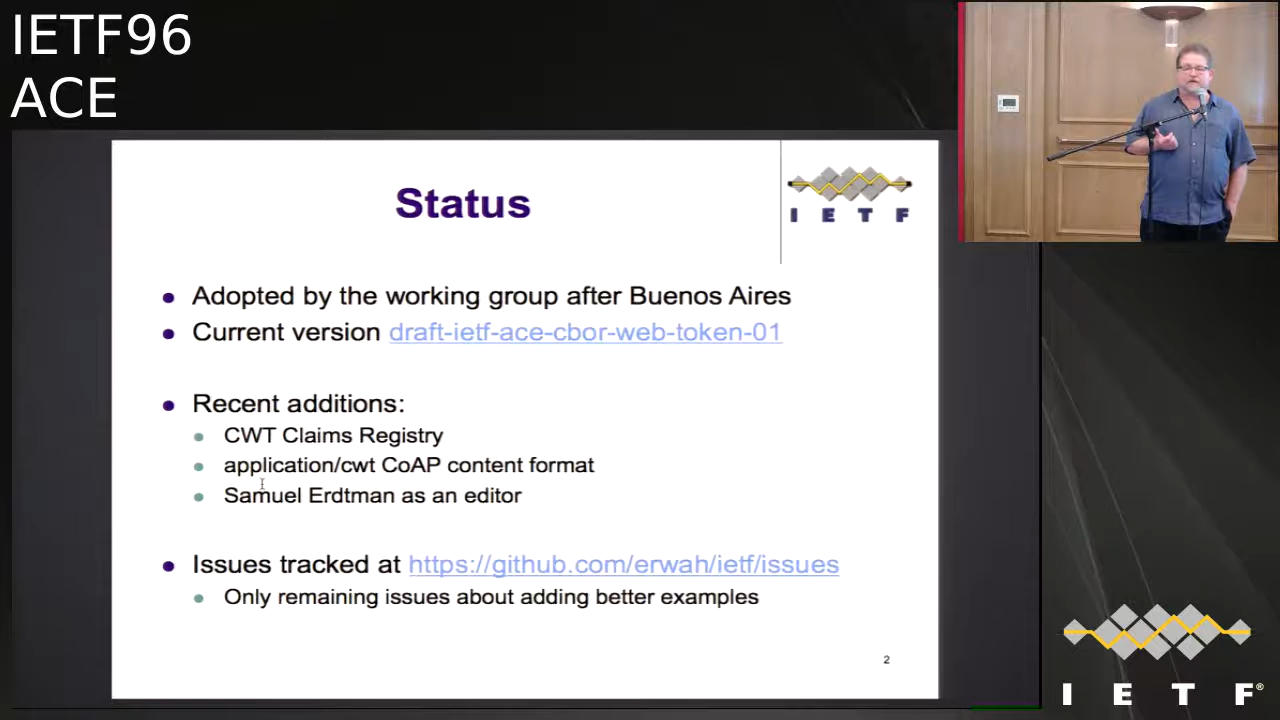 IETF96
ACE
Status
I E T F
Adopted by the working group after Buenos Aires
Current version draft-ietf-ace-cbor-web-token-01
Recent additions:
CWT Claims Registry
application/cwt CoAP content format
Samuel Erdtman as an editor
Issues tracked at https://github.com/erwah/ietf/issues
Only remaining issues about adding better examples
2
I E T F®